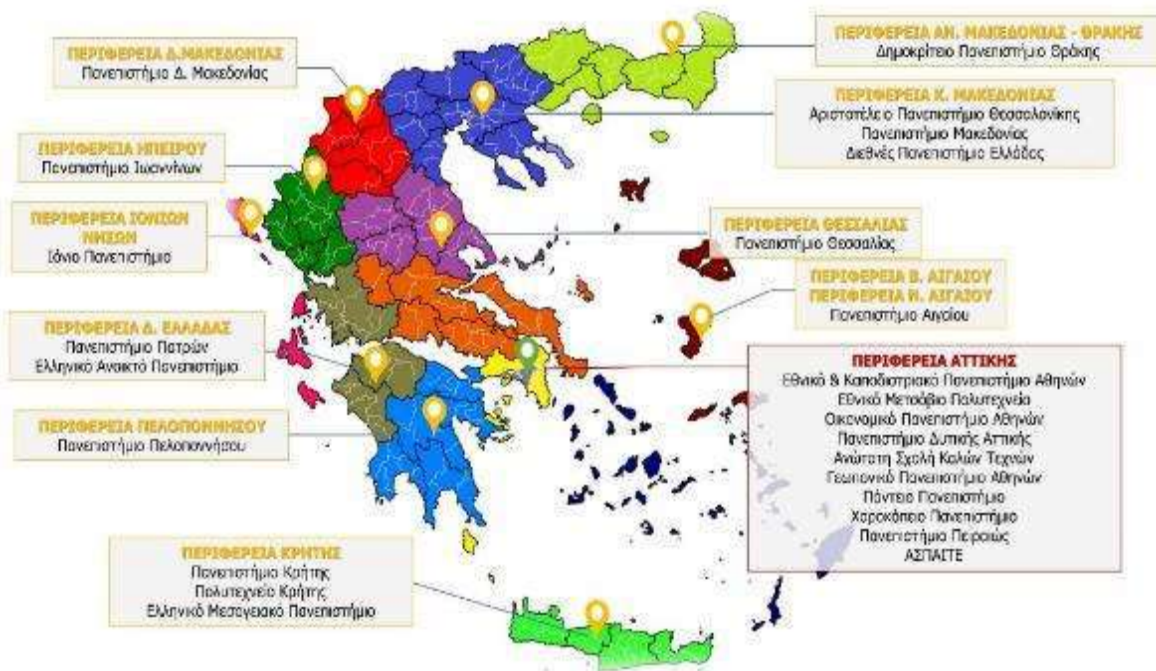 ΠΕΡΙΦΕΡΕΙΑ Δ.ΜΑΚΕΔΟΝΙΑΣ
Πανεπιστήμιο Δ. Μακεδονίας
ΠΕΡΙΦΕΡΕΙΑ ΑΝ. ΜΑΚΕΔΟΝΙΑΣ - ΘΡΑΚΗΣ
Δημοκρίτειο Πανεπιστήμιο Θράκης
ΠΕΡΙΦΕΡΕΙΑ Κ. ΜΑΚΕΔΟΝΙΑΣ
Αριστοτέλειο Πανεπιστήμιο Θεσσαλονίκης
Πανεπιστήμιο Μακεδονίας
Διεθνές Πανεπιστήμιο Ελλάδος
ΠΕΡΙΦΕΡΕΙΑ ΗΠΕΙΡΟΥ
Πανεπιστήμιο Ιωαννίνων
ΠΕΡΙΦΕΡΕΙΑ ΙΟΝΙΩΝ
ΝΗΣΩΝ
Ιόνιο Πανεπιστήμιο
ΠΕΡΙΦΕΡΕΙΑ ΘΕΣΣΑΛΙΑΣ
Πανεπιστήμιο Θεσσαλίας
ΠΕΡΙΦΕΡΕΙΑ Β. ΑΙΓΑΙΟΥ
ΠΕΡΙΦΕΡΕΙΑ Ν. ΑΙΓΑΙΟΥ
Πανεπιστήμιο Αιγαίου
ΠΕΡΙΦΕΡΕΙΑ Δ. ΕΛΛΑΔΑΣ
Πανεπιστήμιο Πατρών
Ελληνικό Ανοικτό Πανεπιστήμιο
ΠΕΡΙΦΕΡΕΙΑ ΠΕΛΟΠΟΝΝΗΣΟΥ
Πανεπιστήμιο Πελοποννήσου
ΠΕΡΙΦΕΡΕΙΑ ΑΤΤΙΚΗΣ
Εθνικό & Καποδιστριακό Πανεπιστήμιο Αθηνών
Εθνικό Μετσόβιο Πολυτεχνείο
Οικονομικό Πανεπιστήμιο Αθηνών
Πανεπιστήμιο Δυτικής Αττικής
Ανώτατη Σχολή Καλών Τεχνών
Γεωπονικό Πανεπιστήμιο Αθηνών
Πάντειο Πανεπιστήμιο
Χαροκόπειο Πανεπιστήμιο
Πανεπιστήμιο Πειραιώς
ΑΣΠΑΙΤΕ
ΠΕΡΙΦΕΡΕΙΑ ΚΡΗΤΗΣ
Πανεπιστήμιο Κρήτης
Πολυτεχνείο Κρήτης
Ελληνικό Μεσογειακό Πανεπιστήμιο